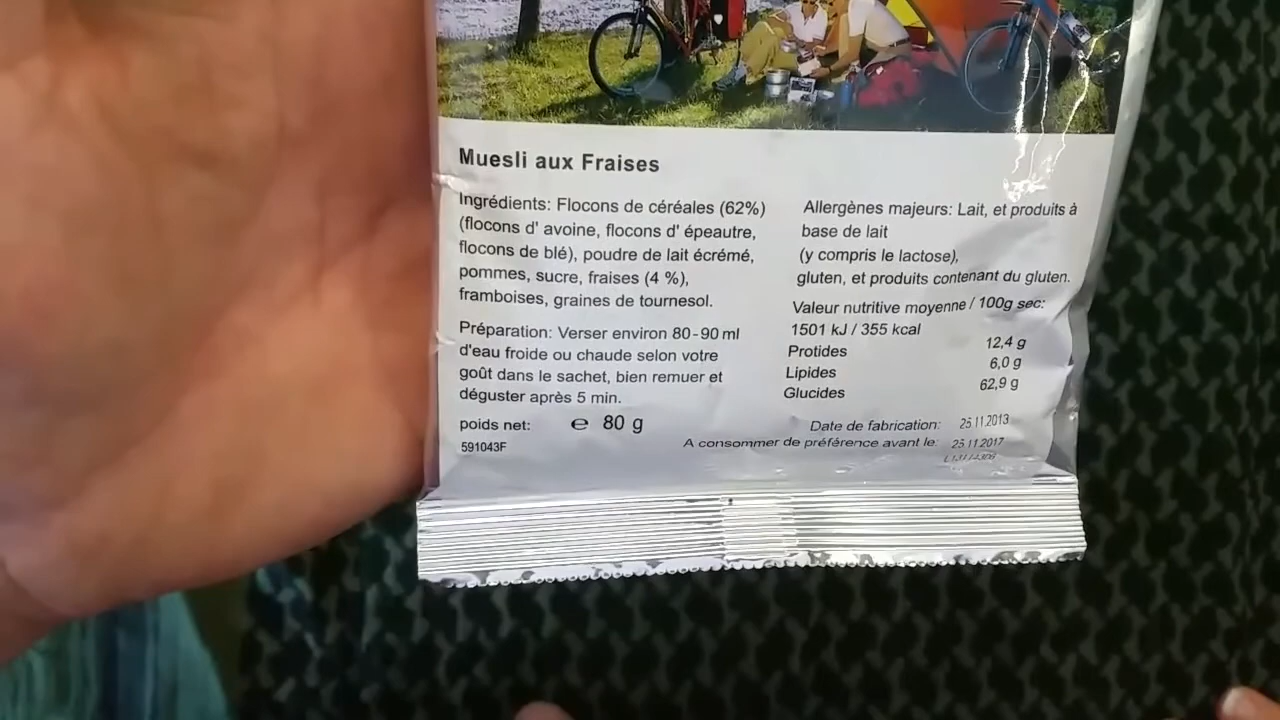 Muesli aux Fraises
Ingrédients: Flocons de céréales (62%)
(flocons d' avoine, flocons d' épeautre,
flocons de blé), poudre de lait écrémé,
pommes, sucre, fraises (4 %),
framboises, graines de tournesol.
Préparation: Verser environ 80-90 ml
d'eau froide ou chaude selon votre
goût dans le sachet, bien remuer et
déguster après 5 min.
poids net: e 80 g
591043F
Allergènes majeurs: Lait, et produits à
base de lait
(y compris le lactose),
gluten, et produits contenant du gluten.
Valeur nutritive moyenne / 100g sec:
1501 kJ / 355 kcal
Protides 12,4 g
Lipides 6,0 g
Glucides 62,9 g
Date de fabrication: 25.11.2013
A consommer de préférence avant le: 25.11.2017